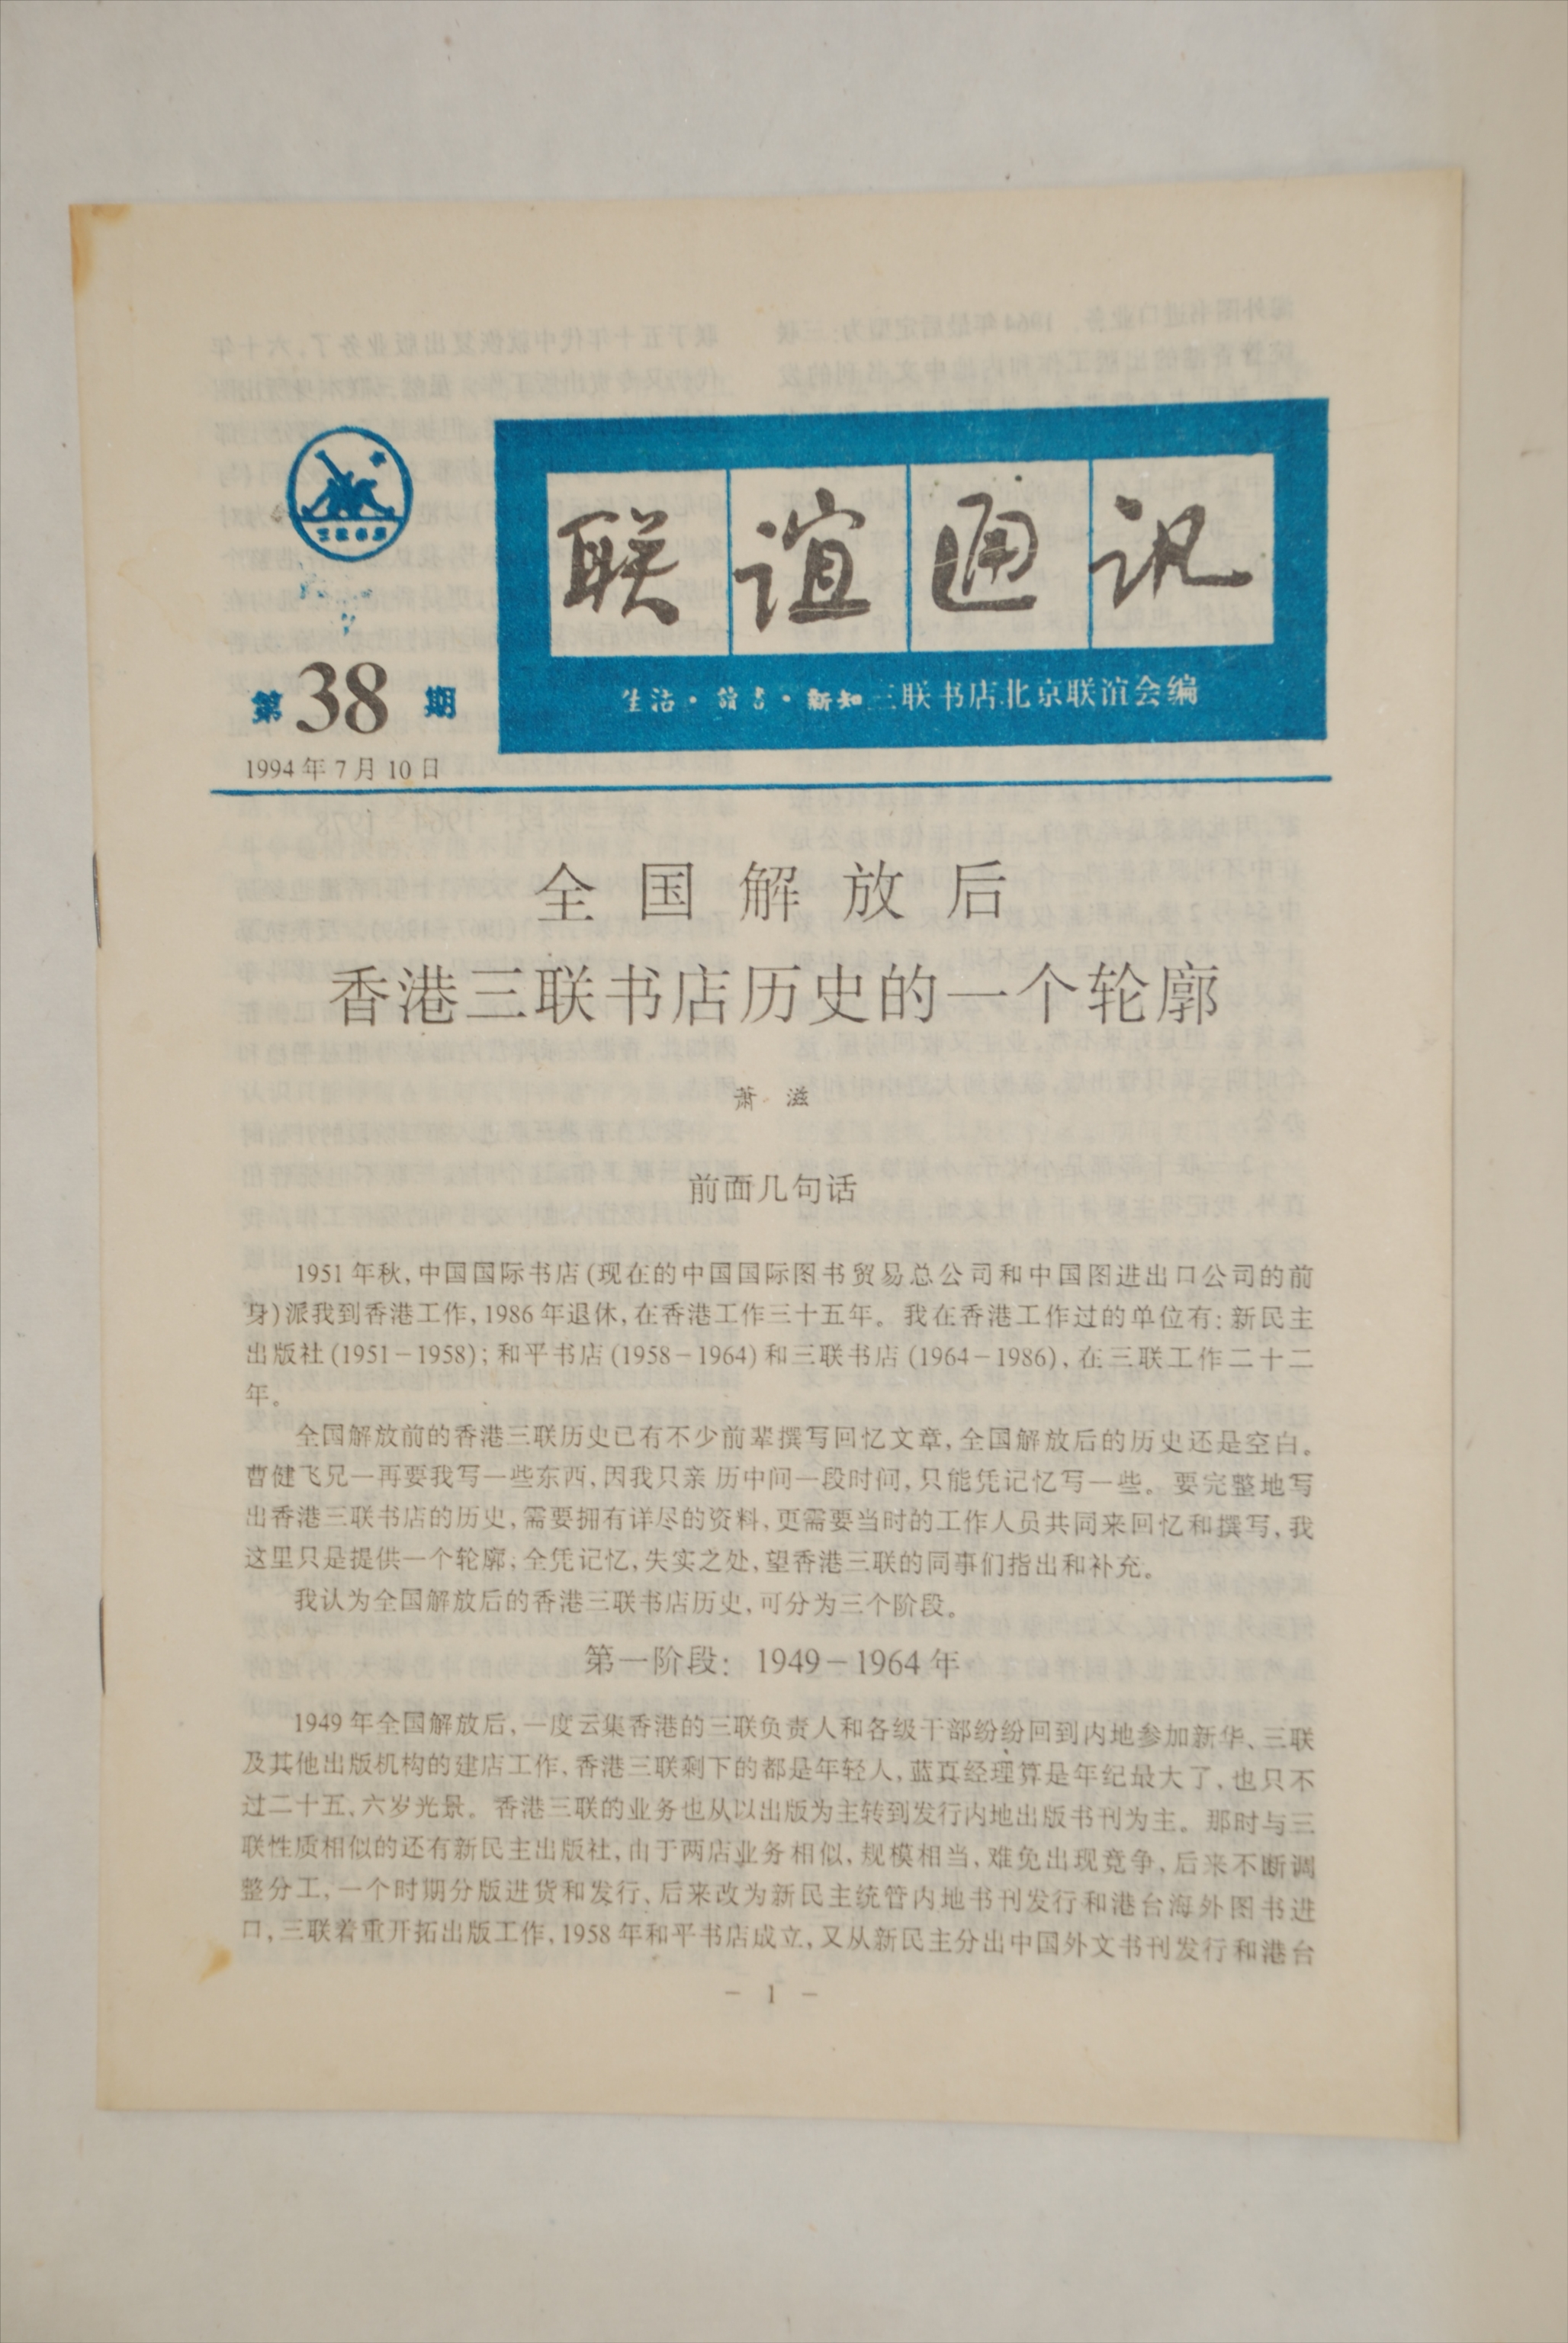 联谊通讯
生活·读书·新知三联书店北京联谊会编
三联书店
第38期
1994年7月10日
全国解放后
香港三联书店历史的一个轮廓
萧滋
前面几句话
1951年秋,中国国际书店(现在的中国国际图书贸易总公司和中国图进出口公司的前
身)派我到香港工作,1986年退休,在香港工作三十五年。我在香港工作过的单位有:新民主
出版社(1951-1958);和平书店(1958-1964)和三联书店(1964-1986),在三联工作二十二
年。
全国解放前的香港三联历史已有不少前辈撰写回忆文章,全国解放后的历史还是空白。
曹健飞兄一再要我写一些东西,因我只亲历中间一段时间,只能凭记忆写一些。要完整地写
出香港三联书店的历史,需要拥有详尽的资料,更需要当时的工作人员共同来回忆和撰写,我
这里只是提供一个轮廓;全凭记忆,失实之处,望香港三联的同事们指出和补充。
我认为全国解放后的香港三联书店历史,可分为三个阶段。
第一阶段:1949-1964年
1949年全国解放后,一度云集香港的三联负责人和各级干部纷纷回到内地参加新华、三联
及其他出版机构的建店工作,香港三联剩下的都是年轻人,蓝真经理算是年纪最大了,也只不
过二十五、六岁光景。香港三联的业务也从以出版为主转到发行内地出版书刊为主。那时与三
联性质相似的还有新民主出版社,由于两店业务相似,规模相当,难免出现竞争,后来不断调
整分工,一个时期分版进货和发行、后来改为新民主统管内地书刊发行和港台海外图书进
口,三联着重开拓出版工作,1958年和平书店成立,又从新民主分出中国外文书刊发行和港台
- 1 -